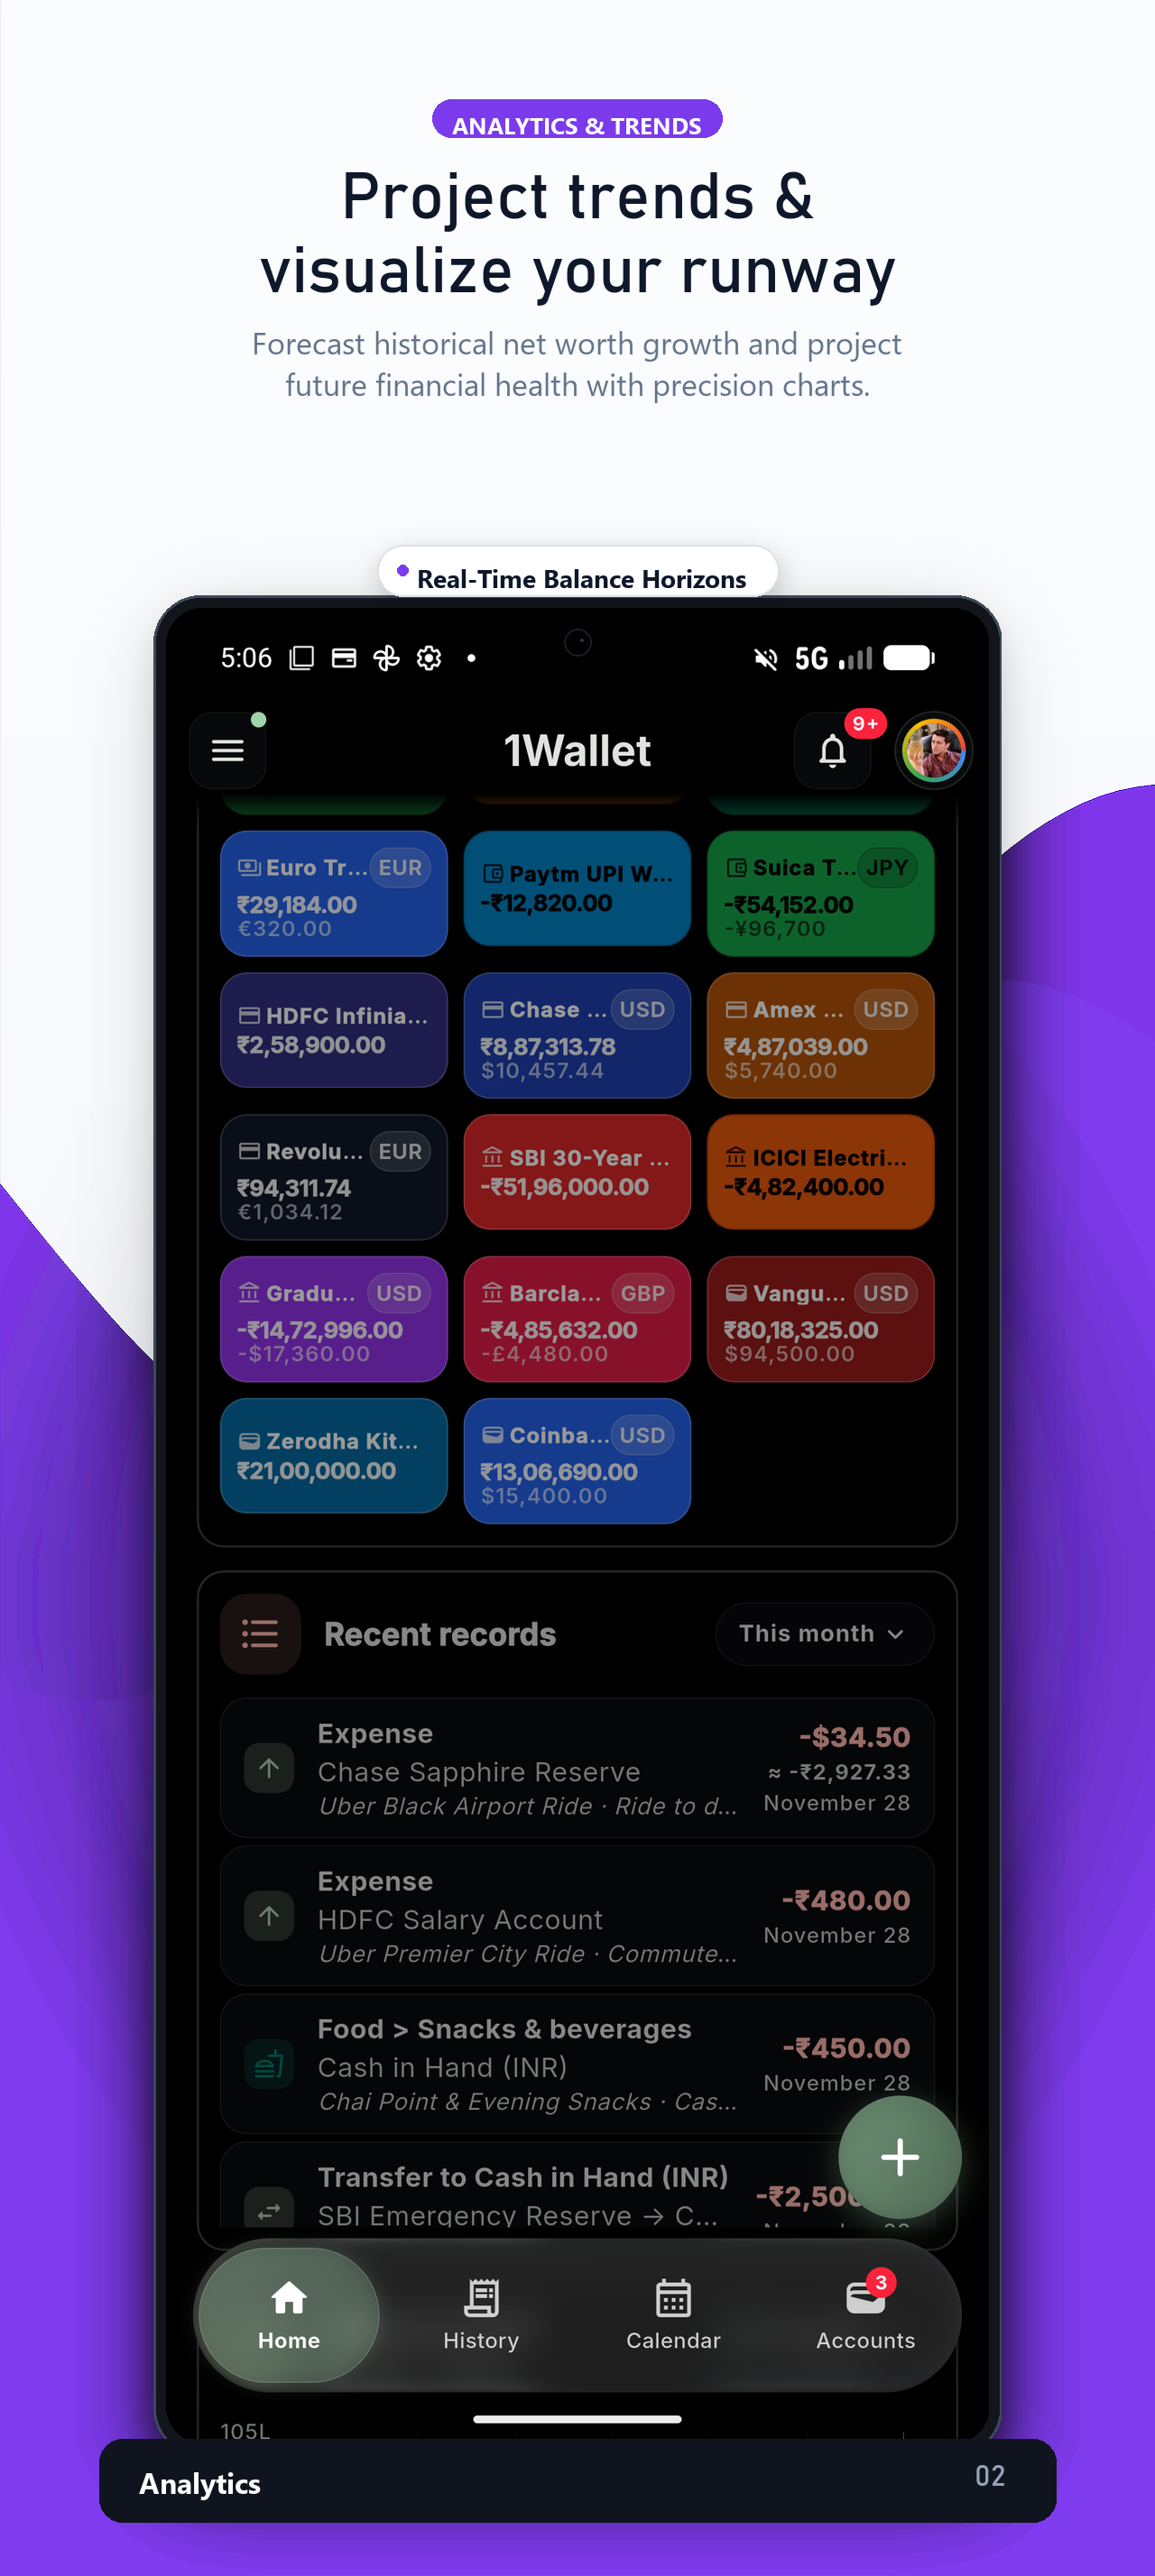 ANALYTICS & TRENDS
Project trends &
visualize your runway
Forecast historical net worth growth and project
future financial health with precision charts.
Real-Time Balance Horizons
5:06
5G
1Wallet
9+
Euro Tr... EUR
₹29,184.00
€320.00
Paytm UPI W...
-₹12,820.00
Suica T... JPY
-₹54,152.00
-¥96,700
HDFC Infinia...
₹2,58,900.00
Chase ... USD
₹8,87,313.78
$10,457.44
Amex ... USD
₹4,87,039.00
$5,740.00
Revolu... EUR
₹94,311.74
€1,034.12
SBI 30-Year ...
-₹51,96,000.00
ICICI Electri...
-₹4,82,400.00
Gradu... USD
-₹14,72,996.00
-$17,360.00
Barcla... GBP
-₹4,85,632.00
-£4,480.00
Vangu... USD
₹80,18,325.00
$94,500.00
Zerodha Kit...
₹21,00,000.00
Coinba... USD
₹13,06,690.00
$15,400.00
Recent records
This month
Expense
Chase Sapphire Reserve
Uber Black Airport Ride · Ride to d...
-$34.50
≈ -₹2,927.33
November 28
Expense
HDFC Salary Account
Uber Premier City Ride · Commute...
-₹480.00
November 28
Food > Snacks & beverages
Cash in Hand (INR)
Chai Point & Evening Snacks · Cas...
-₹450.00
November 28
Transfer to Cash in Hand (INR)
SBI Emergency Reserve → C...
-₹2,500
Home
History
Calendar
3
Accounts
105L
Analytics
02